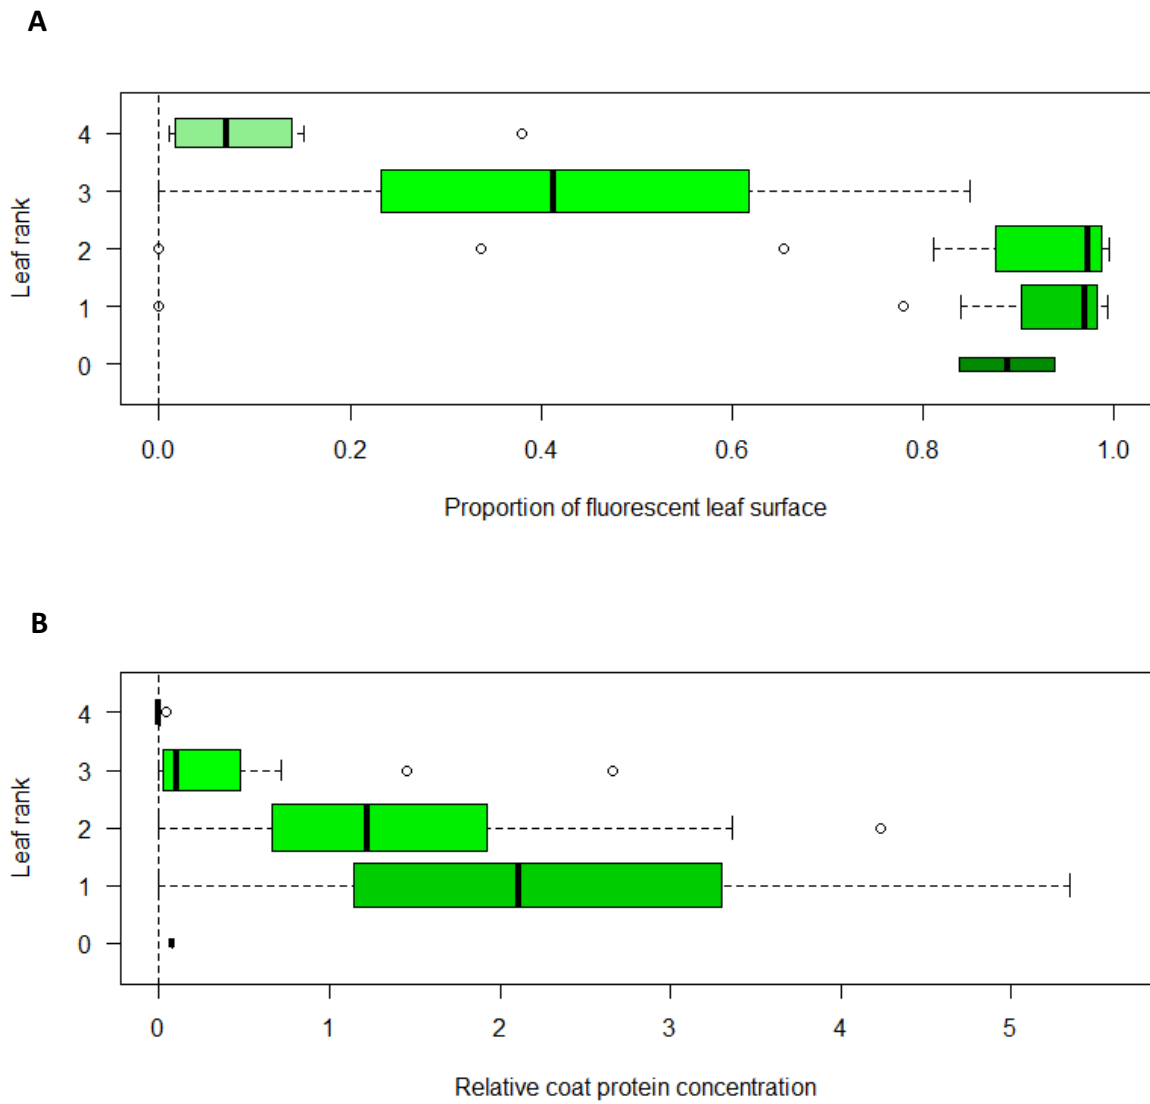 A
Leaf rank
4
3
2
1
0
0.0 0.2 0.4 0.6 0.8 1.0
Proportion of fluorescent leaf surface
B
Leaf rank
4
3
2
1
0
0 1 2 3 4 5
Relative coat protein concentration